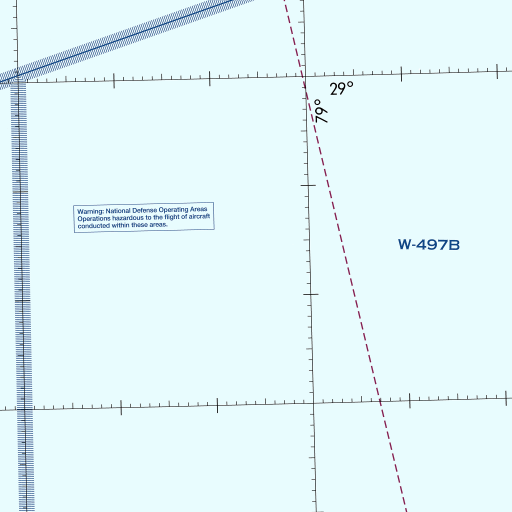 29°
79°
Warning: National Defense Operating Areas
Operations hazardous to the flight of aircraft
conducted within these areas.
W-497B